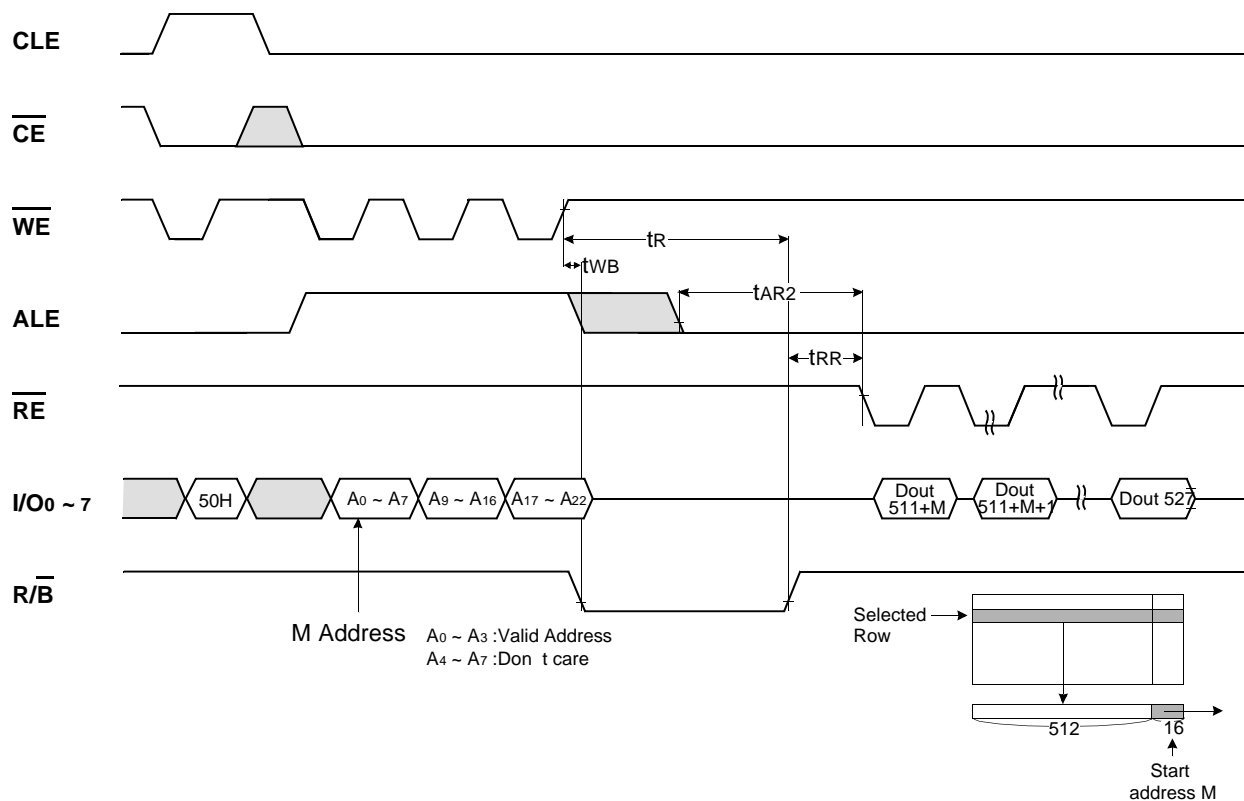 CLE
CE
WE
tR
tWB
ALE
tAR2
tRR
RE
I/O0 ~ 7
50H
A0 ~ A7
A9 ~ A16
A17 ~ A22
Dout
511+M
Dout
511+M+1
Dout 527
R/B
M Address
A0 ~ A3 :Valid Address
A4 ~ A7 :Don t care
Selected
Row
512
16
Start
address M